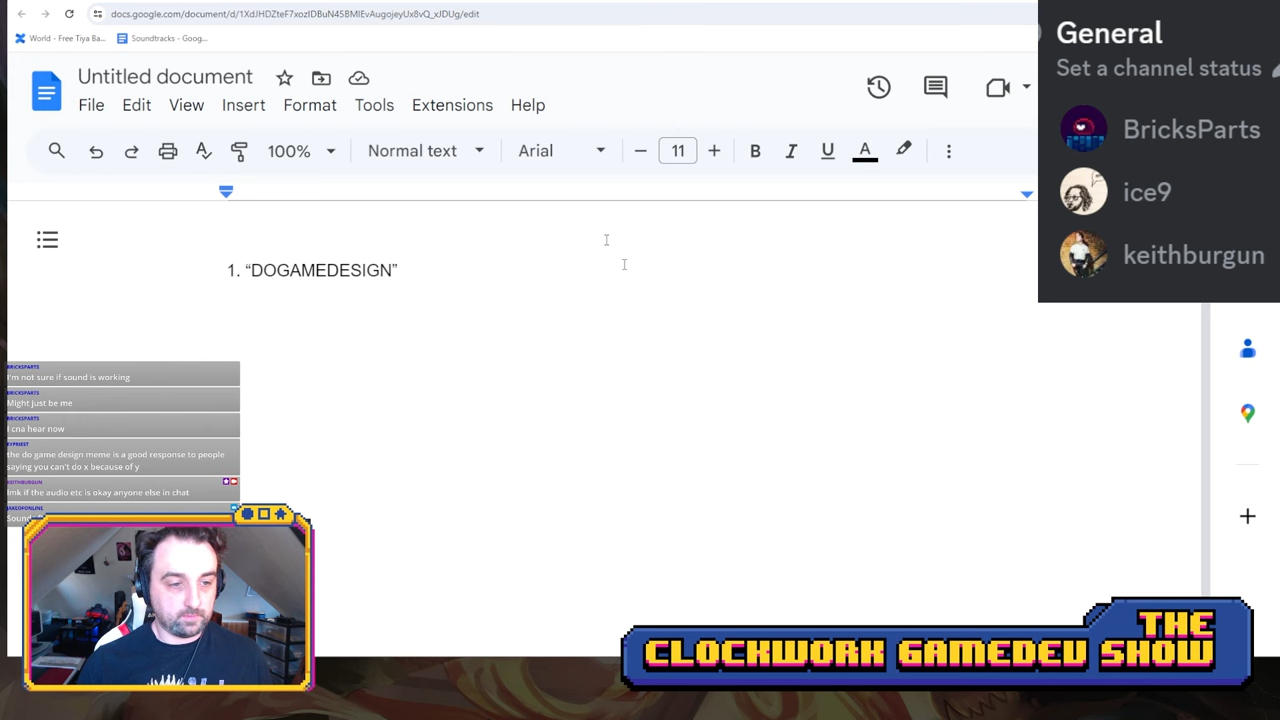 docs.google.com/document/d/1XdJHDZteF7xozIDBuN45BMlEvAugojeyUx8vQ_xJDUg/edit
World - Free Tiya Ba...
Soundtracks - Goog...
Untitled document
File Edit View Insert Format Tools Extensions Help
100% Normal text Arial 11 B I U A
1. “DOGAMEDESIGN”
General
Set a channel status
BricksParts
ice9
keithburgun
BRICKSPARTS
I'm not sure if sound is working
BRICKSPARTS
Might just be me
BRICKSPARTS
I cna hear now
RYPRIEST
the do game design meme is a good response to people
saying you can't do x because of y
KEITHBURGUN
lmk if the audio etc is okay anyone else in chat
JAKEOFONLINE
THE
CLOCKWORK GAMEDEV SHOW